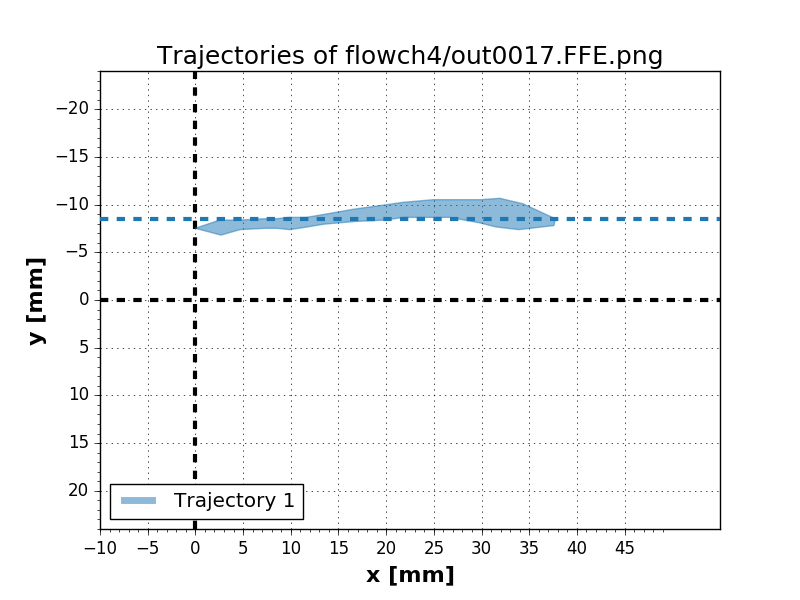 Trajectories of flowch4/out0017.FFE.png
−20
−15
−10
−5
0
5
10
15
20
y [mm]
Trajectory 1
−10 −5 0 5 10 15 20 25 30 35 40 45
x [mm]